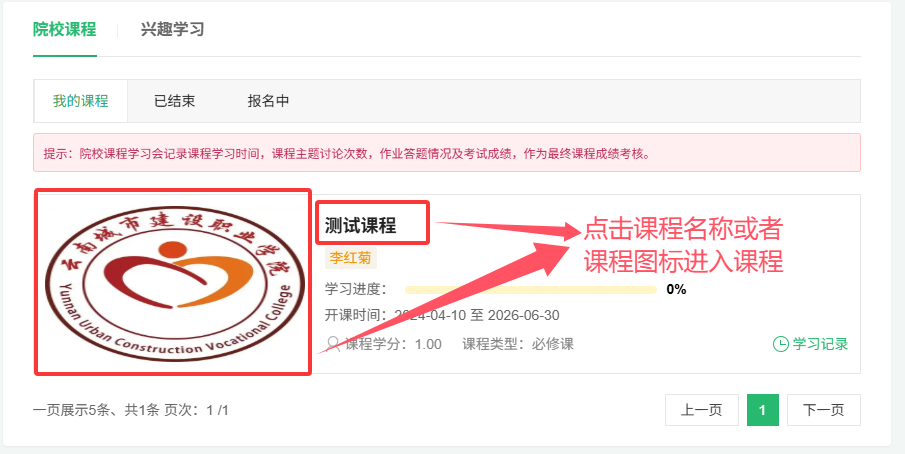 院校课程 兴趣学习
我的课程 已结束 报名中
提示：院校课程学习会记录课程学习时间，课程主题讨论次数，作业答题情况及考试成绩，作为最终课程成绩考核。
云南城市建设职业学院
Yunnan Urban Construction Vocational College
测试课程
点击课程名称或者
课程图标进入课程
李红菊
学习进度： 0%
开课时间：2024-04-10 至 2026-06-30
课程学分：1.00 课程类型：必修课 学习记录
一页展示5条、共1条 页次：1 /1 上一页 1 下一页